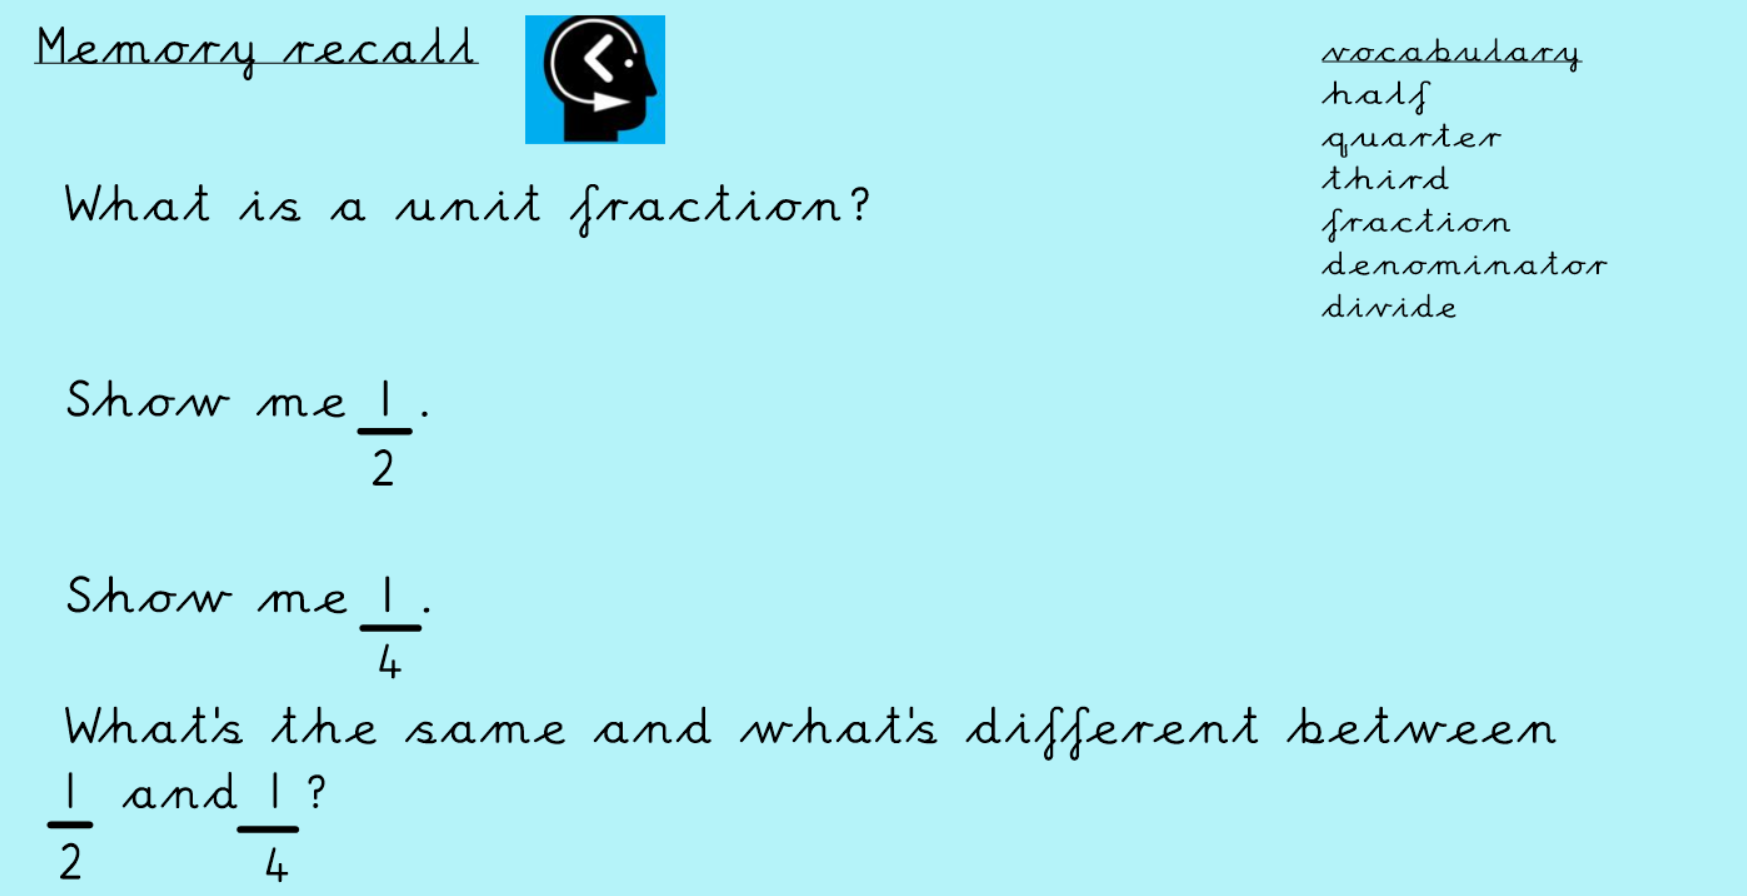 Memory recall
vocabulary
half
quarter
third
fraction
denominator
divide
What is a unit fraction?
Show me 1/2.
Show me 1/4.
What's the same and what's different between
1/2 and 1/4?